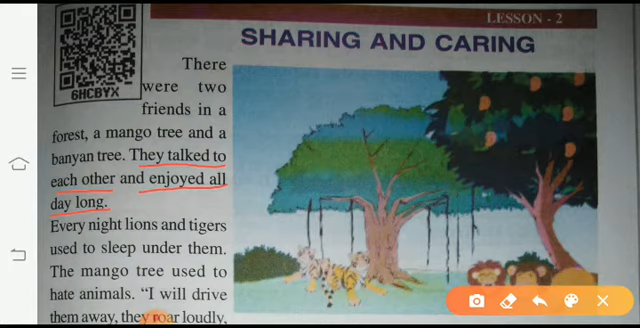 LESSON - 2
SHARING AND CARING
6HCBYX
There
were two
friends in a
forest, a mango tree and a
banyan tree. They talked to
each other and enjoyed all
day long.
Every night lions and tigers
used to sleep under them.
The mango tree used to
hate animals. “I will drive
them away, they roar loudly,